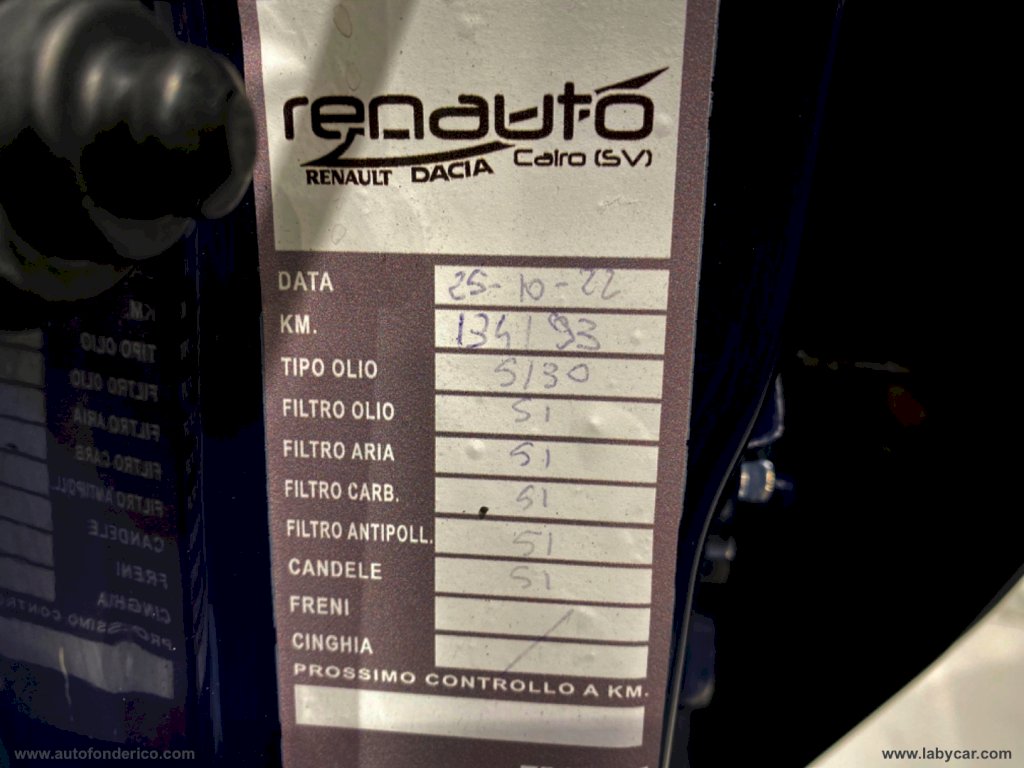 renauto
Cairo (SV)
RENAULT DACIA
DATA 25-10-22
KM. 134193
TIPO OLIO 5/30
FILTRO OLIO SI
FILTRO ARIA SI
FILTRO CARB. SI
FILTRO ANTIPOLL. SI
CANDELE SI
FRENI
CINGHIA
PROSSIMO CONTROLLO A KM.
www.autofonderico.com
www.labycar.com